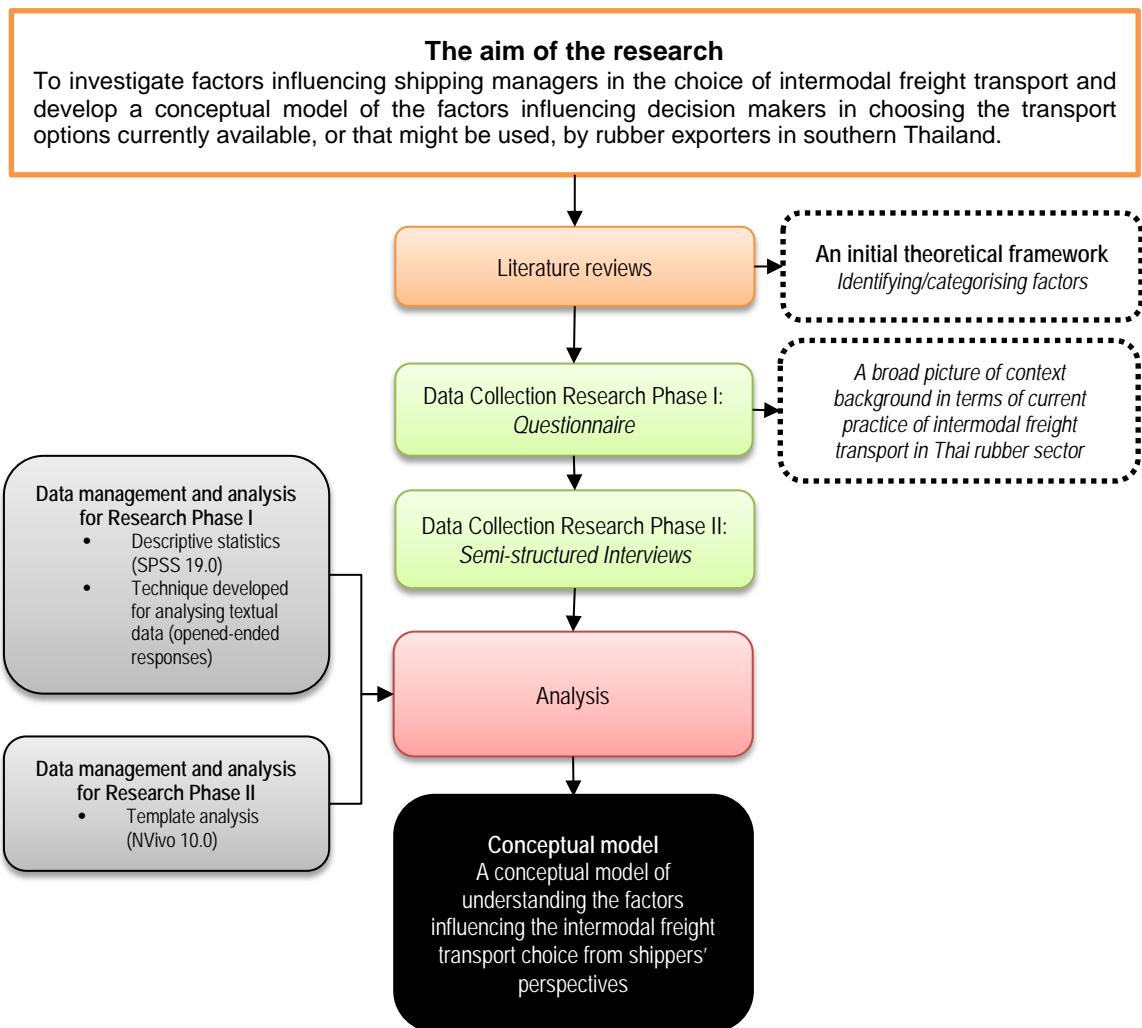 The aim of the research
To investigate factors influencing shipping managers in the choice of intermodal freight transport and
develop a conceptual model of the factors influencing decision makers in choosing the transport
options currently available, or that might be used, by rubber exporters in southern Thailand.
Literature reviews
An initial theoretical framework
Identifying/categorising factors
Data Collection Research Phase I:
Questionnaire
A broad picture of context
background in terms of current
practice of intermodal freight
transport in Thai rubber sector
Data management and analysis
for Research Phase I
• Descriptive statistics
(SPSS 19.0)
• Technique developed
for analysing textual
data (opened-ended
responses)
Data Collection Research Phase II:
Semi-structured Interviews
Analysis
Data management and analysis
for Research Phase II
• Template analysis
(NVivo 10.0)
Conceptual model
A conceptual model of
understanding the factors
influencing the intermodal freight
transport choice from shippers’
perspectives